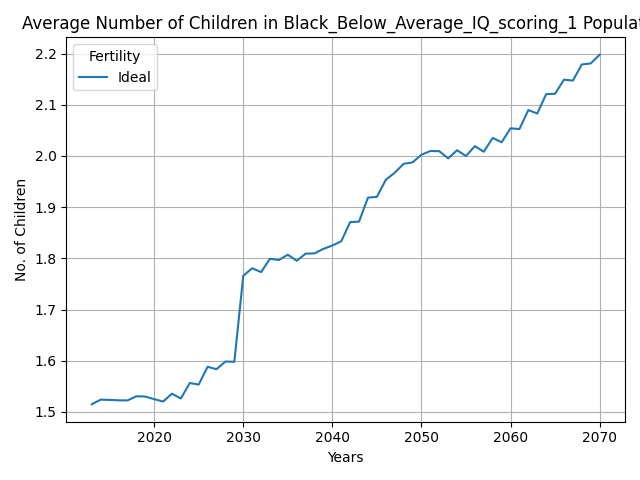 Average Number of Children in Black_Below_Average_IQ_scoring_1 Populat
Fertility
Ideal
No. of Children
2.2
2.1
2.0
1.9
1.8
1.7
1.6
1.5
2020 2030 2040 2050 2060 2070
Years